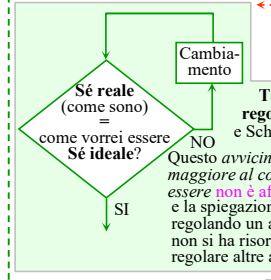 Cambia-
mento
Sé reale
(come sono)
=
come vorrei essere
Sé ideale?
NO
SI
T
rego
e Sch
Questo avvicin
maggiore al co
essere non è af
e la spiegazion
regolando un a
non si ha risor
regolare altre a